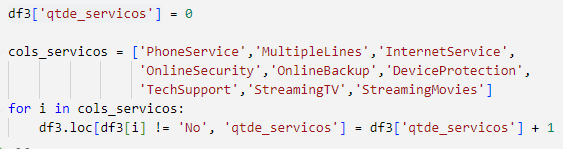 df3['qtde_servicos'] = 0
cols_servicos = ['PhoneService','MultipleLines','InternetService',
'OnlineSecurity','OnlineBackup','DeviceProtection',
'TechSupport','StreamingTV','StreamingMovies']
for i in cols_servicos:
df3.loc[df3[i] != 'No', 'qtde_servicos'] = df3['qtde_servicos'] + 1